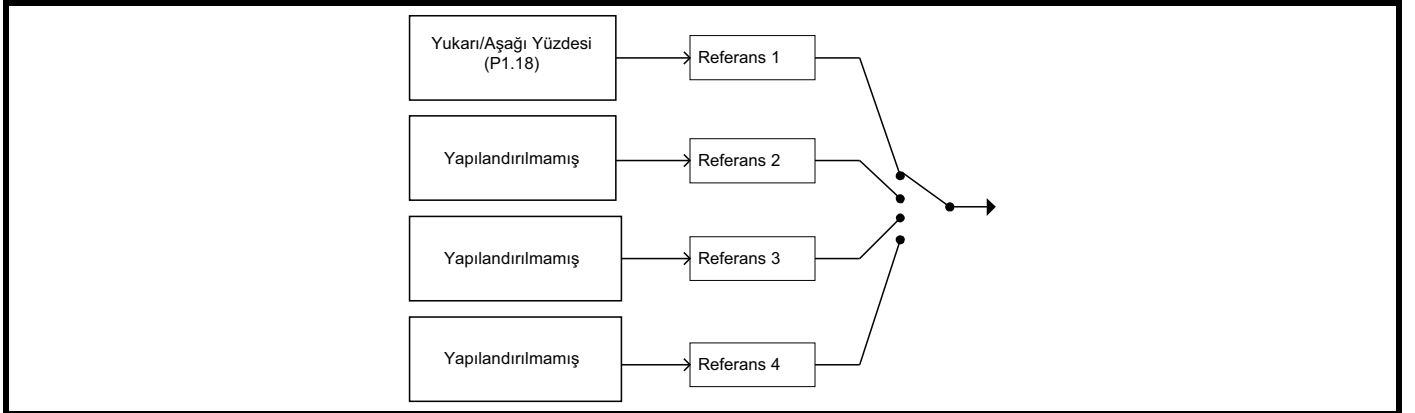 Yukarı/Aşağı Yüzdesi
(P1.18)
Referans 1
Yapılandırılmamış
Referans 2
Yapılandırılmamış
Referans 3
Yapılandırılmamış
Referans 4